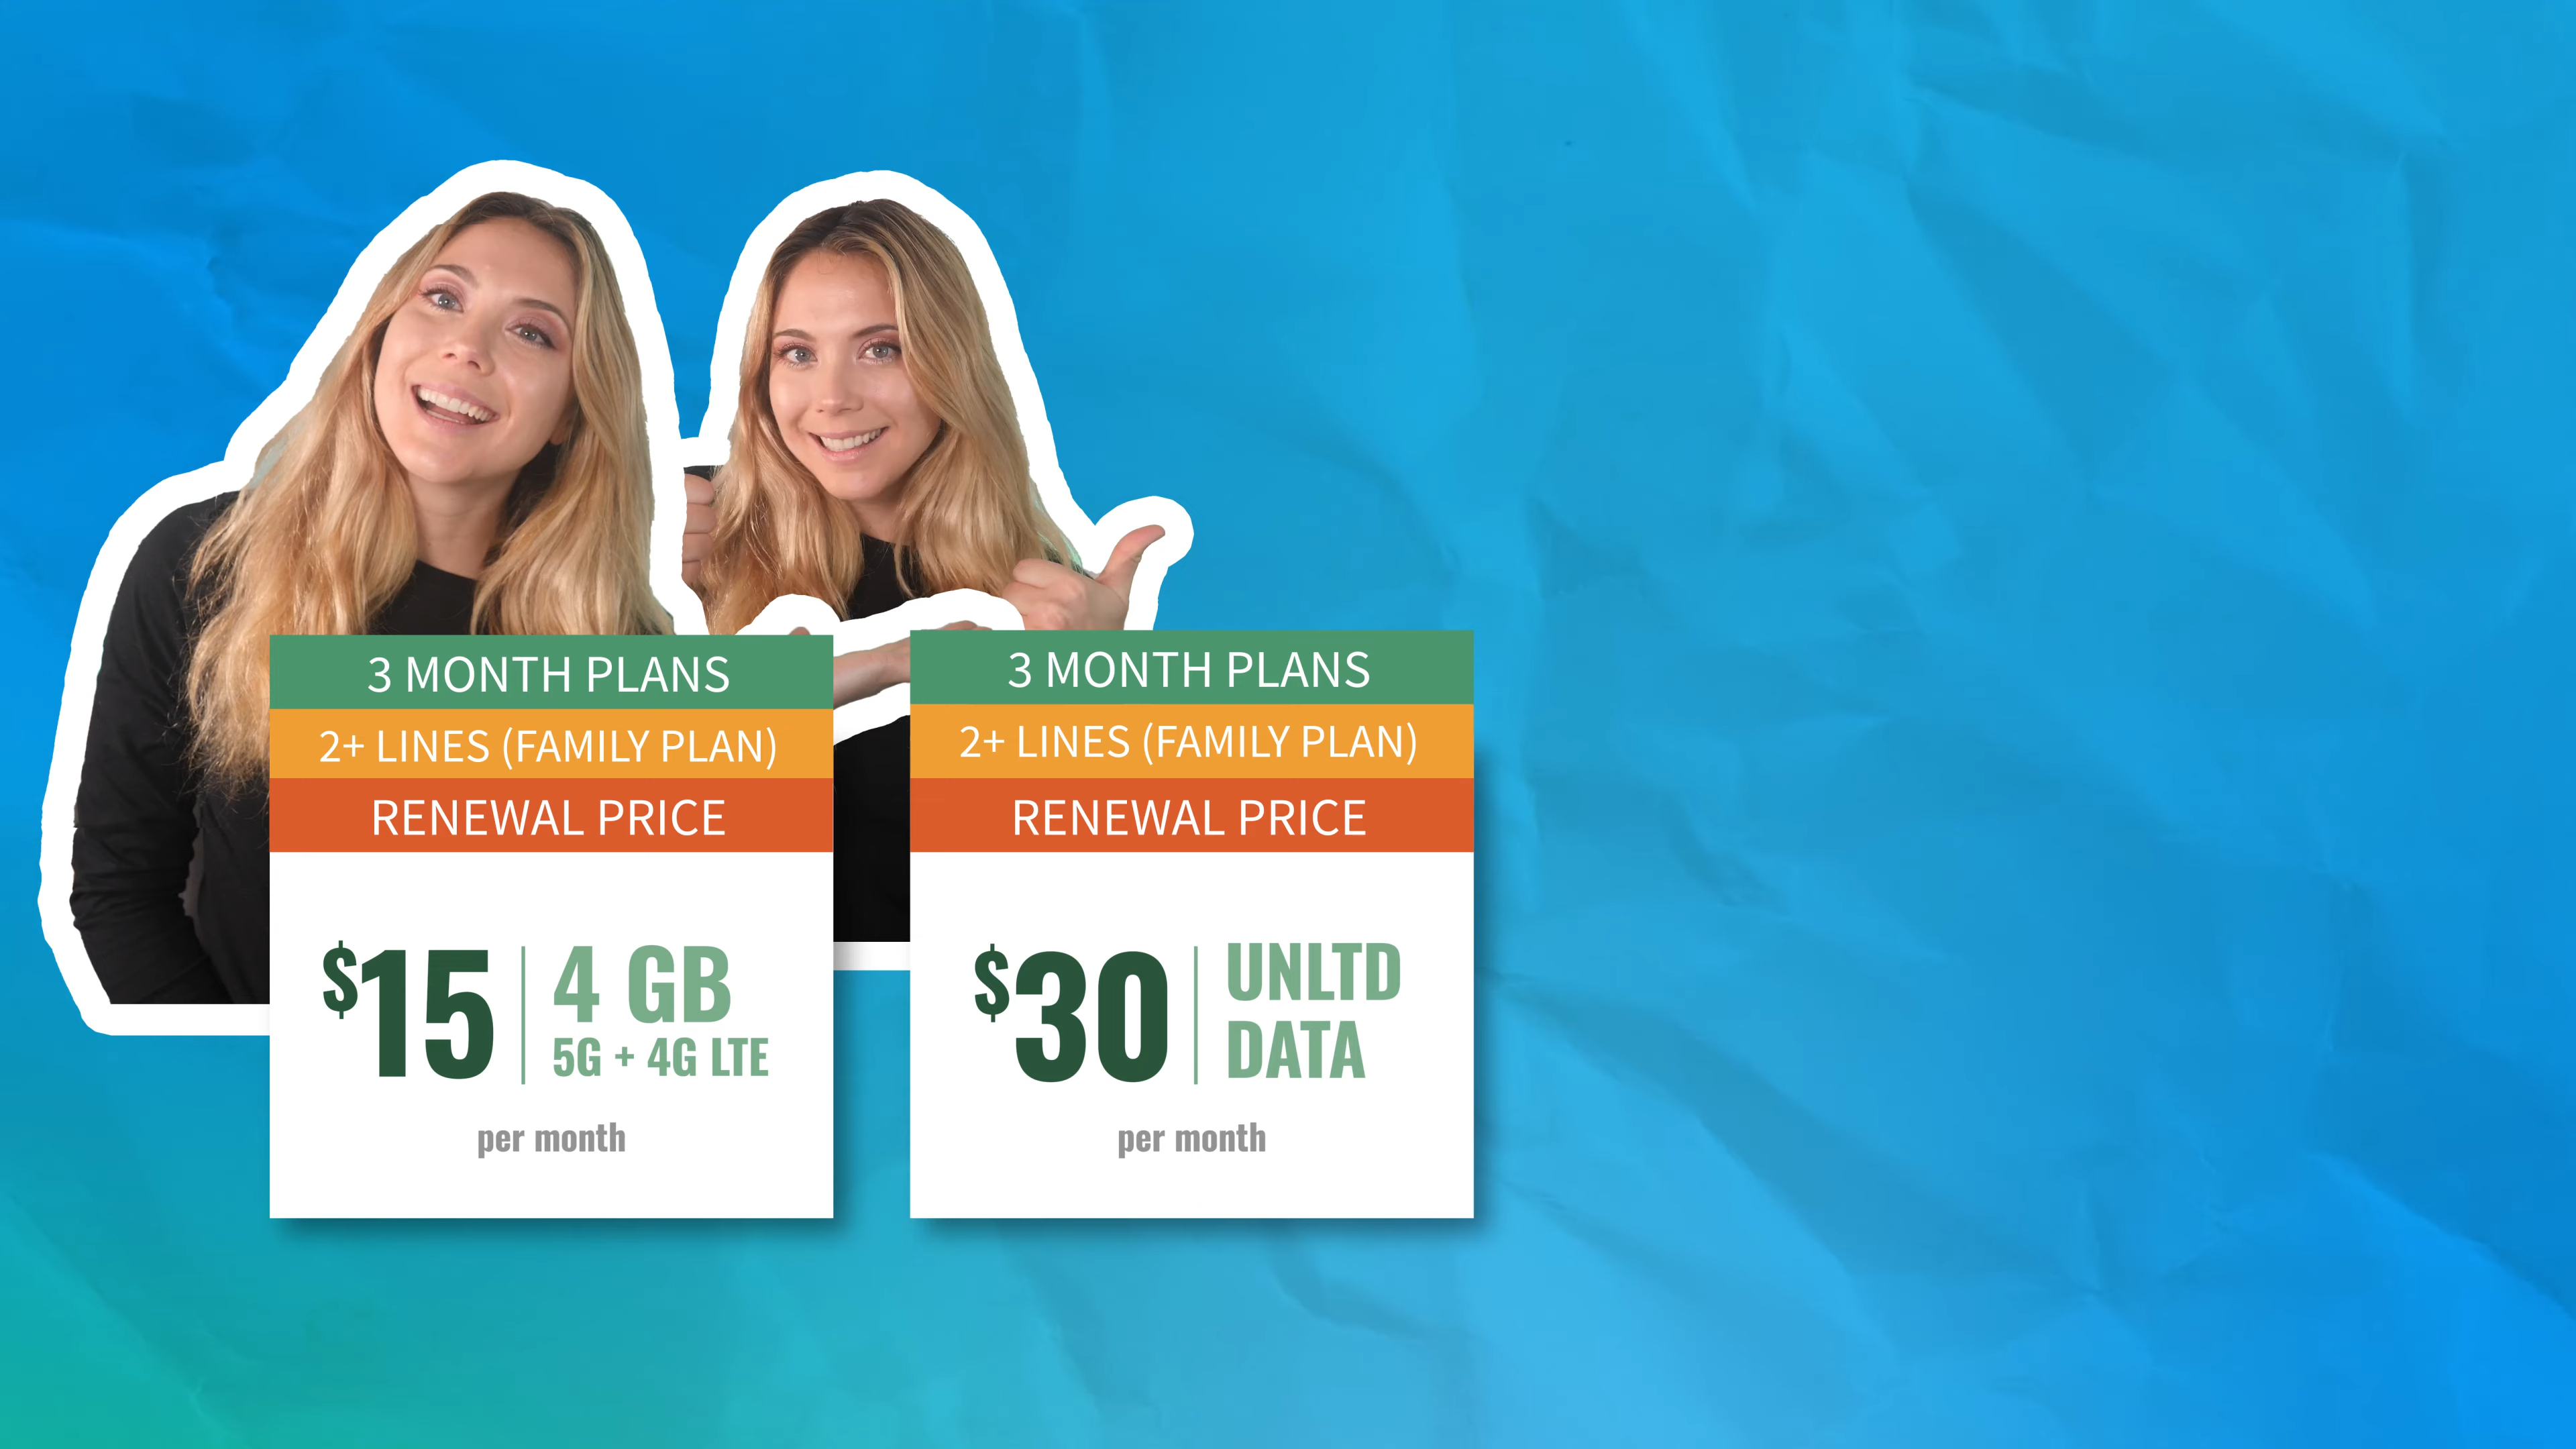 3 MONTH PLANS
2+ LINES (FAMILY PLAN)
RENEWAL PRICE
$15
4 GB
5G + 4G LTE
per month
3 MONTH PLANS
2+ LINES (FAMILY PLAN)
RENEWAL PRICE
$30
UNLTD
DATA
per month